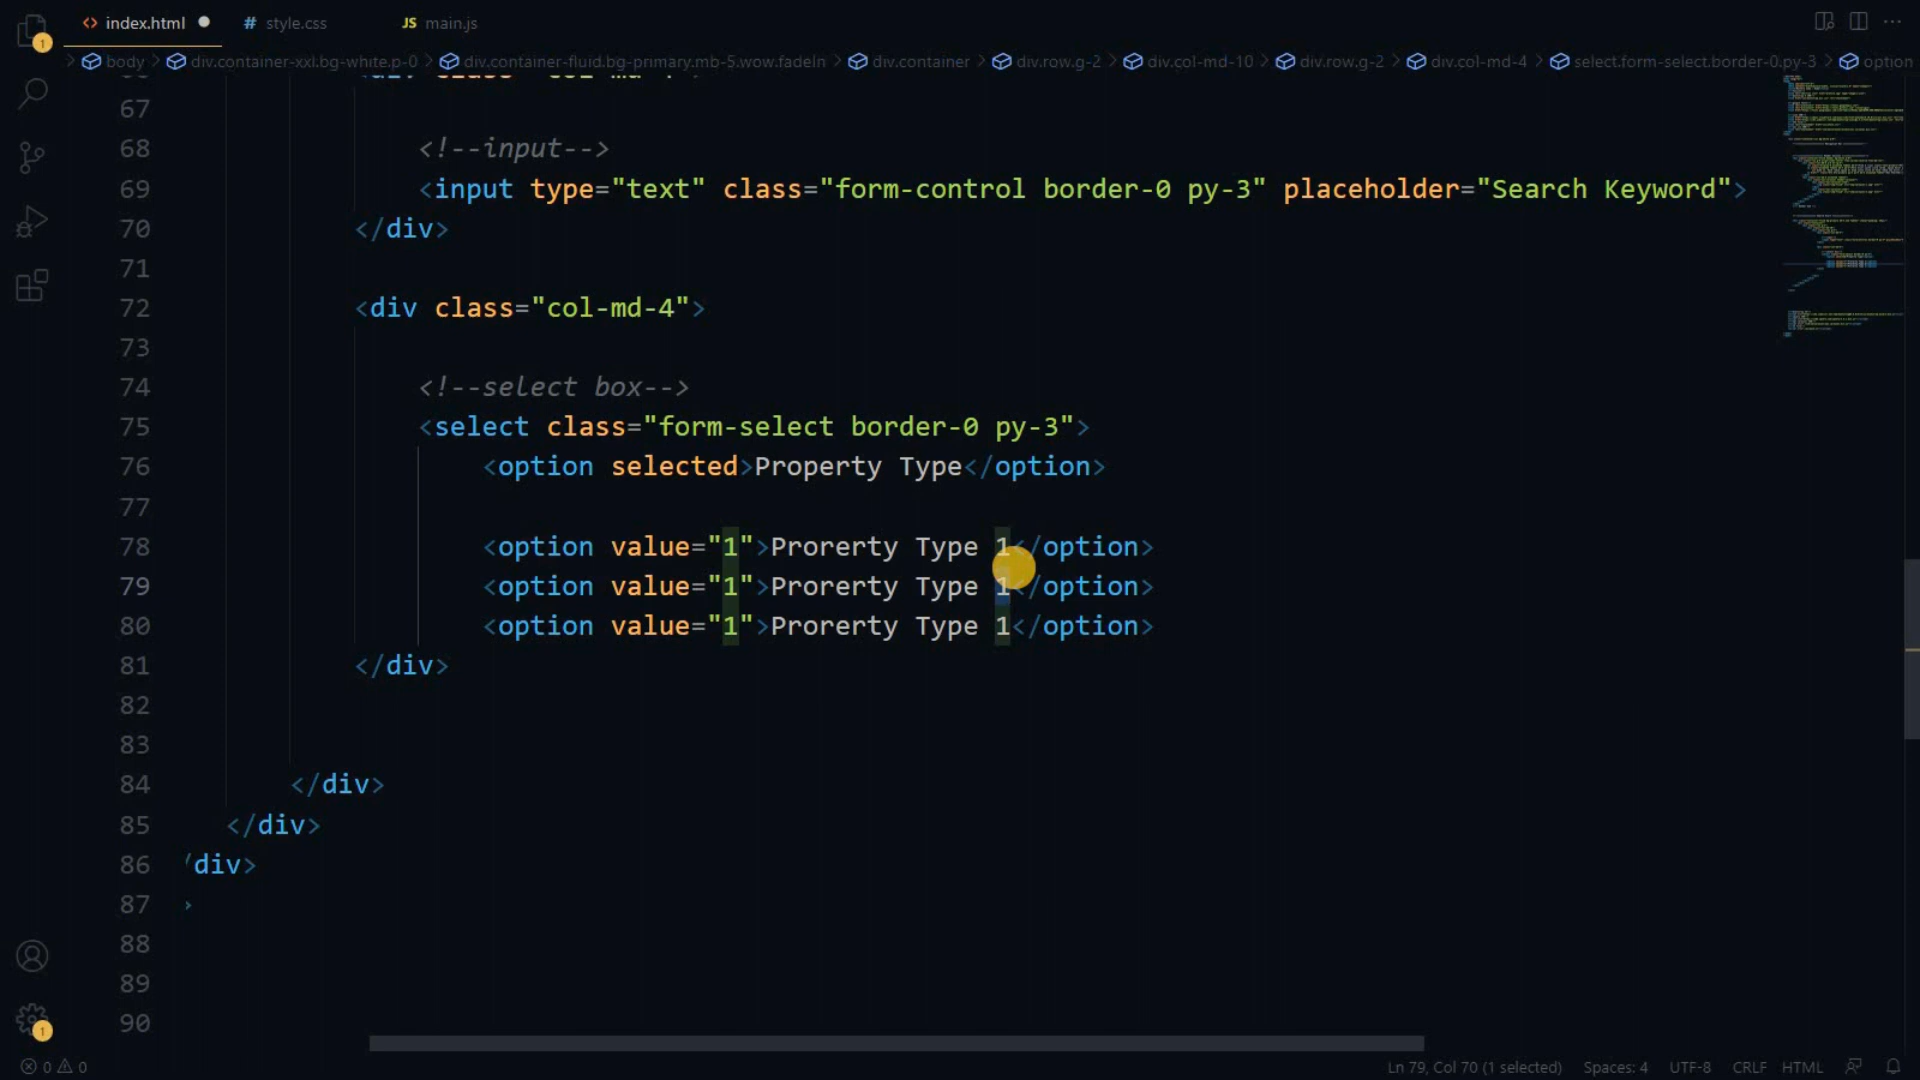 index.html
# style.css
JS main.js
body div.container-xxl.bg-white.p-0 div.container-fluid.bg-primary.mb-5.wow.fadeIn div.container div.row.g-2 div.col-md-10 div.row.g-2 div.col-md-4 select.form-select.border-0.py-3 option
67
68 <!--input-->
69 <input type="text" class="form-control border-0 py-3" placeholder="Search Keyword">
70 </div>
71
72 <div class="col-md-4">
73
74 <!--select box-->
75 <select class="form-select border-0 py-3">
76 <option selected>Property Type</option>
77
78 <option value="1">Prorerty Type 1</option>
79 <option value="1">Prorerty Type 1</option>
80 <option value="1">Prorerty Type 1</option>
81 </div>
82
83
84 </div>
85 </div>
86 /div>
87 >
88
89
90
1
1
0 0
Ln 79, Col 70 (1 selected) Spaces: 4 UTF-8 CRLF HTML